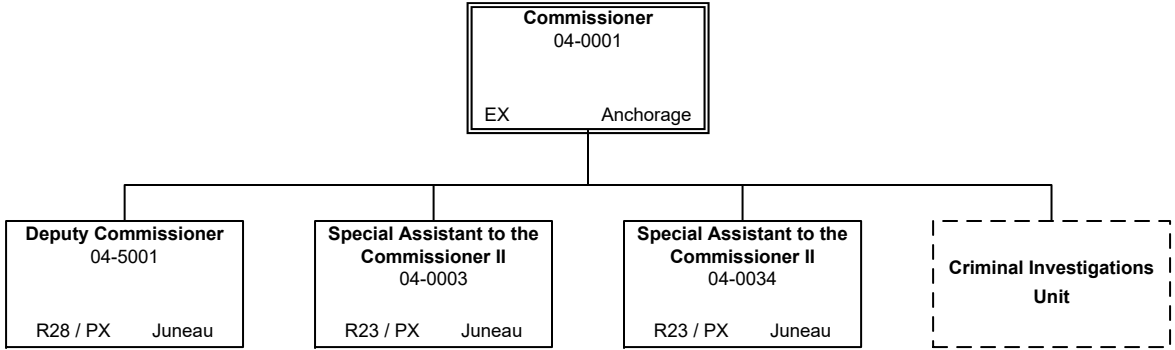 Commissioner
04-0001
EX Anchorage
Deputy Commissioner
04-5001
R28 / PX Juneau
Special Assistant to the
Commissioner II
04-0003
R23 / PX Juneau
Special Assistant to the
Commissioner II
04-0034
R23 / PX Juneau
Criminal Investigations
Unit